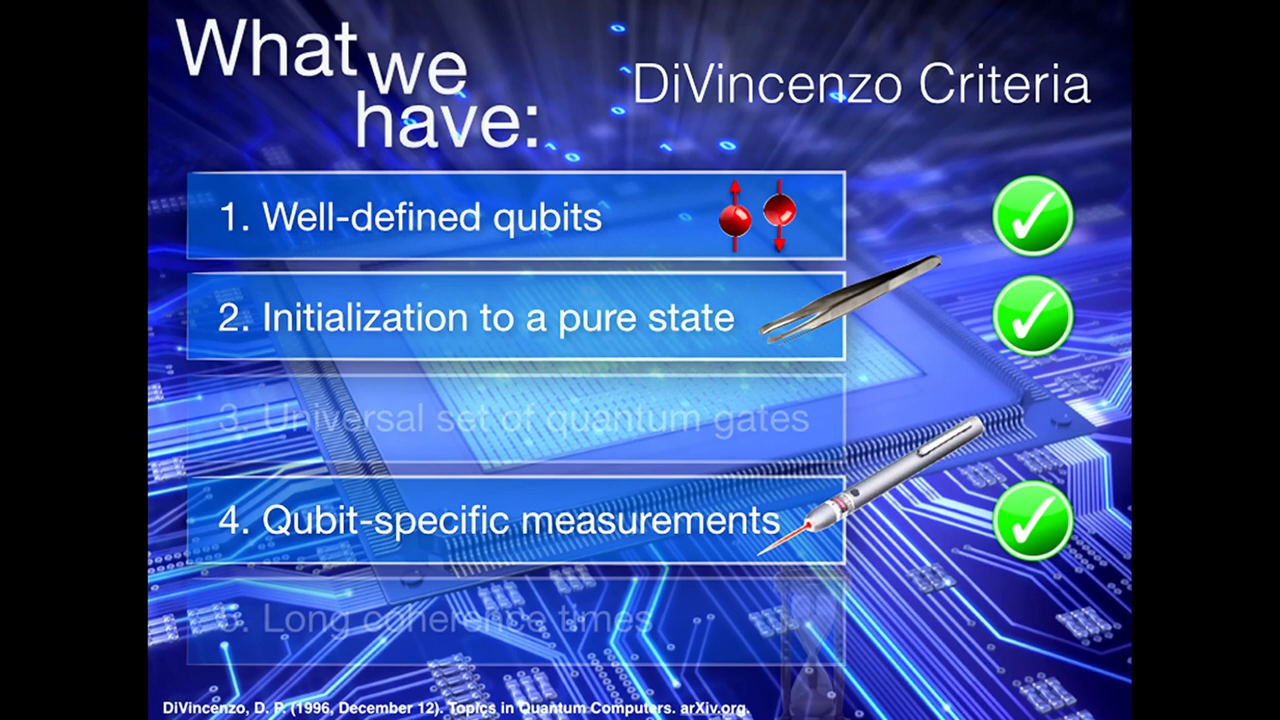 What we have:
DiVincenzo Criteria
1. Well-defined qubits
2. Initialization to a pure state
3. Universal set of quantum gates
4. Qubit-specific measurements
5. Long coherence times
DiVincenzo, D. P. (1996, December 12). Topics in Quantum Computers. arXiv.org.